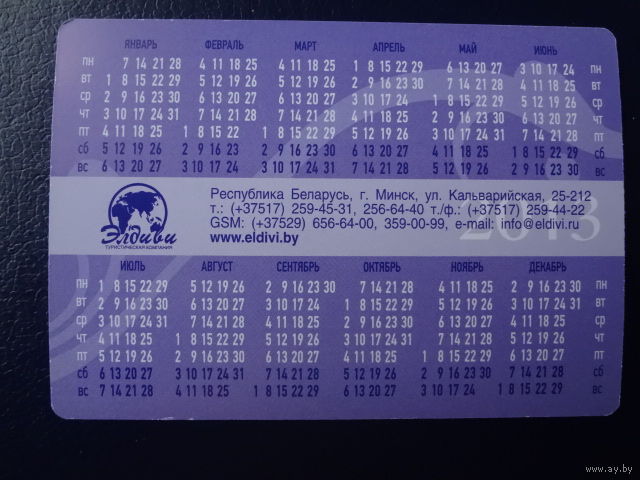 ЯНВАРЬ ФЕВРАЛЬ МАРТ АПРЕЛЬ МАЙ ИЮНЬ
пн 7 14 21 28 4 11 18 25 4 11 18 25 1 8 15 22 29 6 13 20 27 3 10 17 24 пн
вт 1 8 15 22 29 5 12 19 26 5 12 19 26 2 9 16 23 30 7 14 21 28 4 11 18 25 вт
ср 2 9 16 23 30 6 13 20 27 6 13 20 27 3 10 17 24 1 8 15 22 29 5 12 19 26 ср
чт 3 10 17 24 31 7 14 21 28 7 14 21 28 4 11 18 25 2 9 16 23 30 6 13 20 27 чт
пт 4 11 18 25 1 8 15 22 1 8 15 22 29 5 12 19 26 3 10 17 24 31 7 14 21 28 пт
сб 5 12 19 26 2 9 16 23 2 9 16 23 30 6 13 20 27 4 11 18 25 1 8 15 22 29 сб
вс 6 13 20 27 3 10 17 24 3 10 17 24 31 7 14 21 28 5 12 19 26 2 9 16 23 30 вс
Элдиви
ТУРИСТИЧЕСКАЯ КОМПАНИЯ
Республика Беларусь, г. Минск, ул. Кальварийская, 25-212
т.: (+37517) 259-45-31, 256-64-40 т./ф.: (+37517) 259-44-22
GSM: (+37529) 656-64-00, 359-00-99, e-mail: info@eldivi.ru
www.eldivi.by
2013
ИЮЛЬ АВГУСТ СЕНТЯБРЬ ОКТЯБРЬ НОЯБРЬ ДЕКАБРЬ
пн 1 8 15 22 29 5 12 19 26 2 9 16 23 30 7 14 21 28 4 11 18 25 2 9 16 23 30 пн
вт 2 9 16 23 30 6 13 20 27 3 10 17 24 1 8 15 22 29 5 12 19 26 3 10 17 24 31 вт
ср 3 10 17 24 31 7 14 21 28 4 11 18 25 2 9 16 23 30 6 13 20 27 4 11 18 25 ср
чт 4 11 18 25 1 8 15 22 29 5 12 19 26 3 10 17 24 31 7 14 21 28 5 12 19 26 чт
пт 5 12 19 26 2 9 16 23 30 6 13 20 27 4 11 18 25 1 8 15 22 29 6 13 20 27 пт
сб 6 13 20 27 3 10 17 24 31 7 14 21 28 5 12 19 26 2 9 16 23 30 7 14 21 28 сб
вс 7 14 21 28 4 11 18 25 1 8 15 22 29 6 13 20 27 3 10 17 24 1 8 15 22 29 вс
www.ay.by